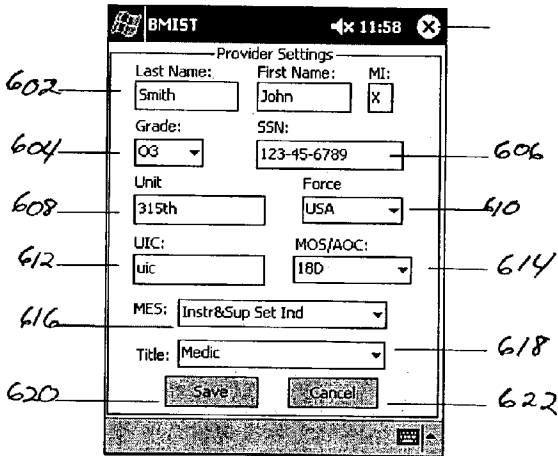 BMIST 11:58
Provider Settings
Last Name: First Name: MI:
602 Smith John X
Grade: SSN:
604 O3 123-45-6789 606
Unit Force
608 315th USA 610
UIC: MOS/AOC:
612 uic 18D 614
MES: Instr&Sup Set Ind
616
Title: Medic 618
620 Save Cancel 622